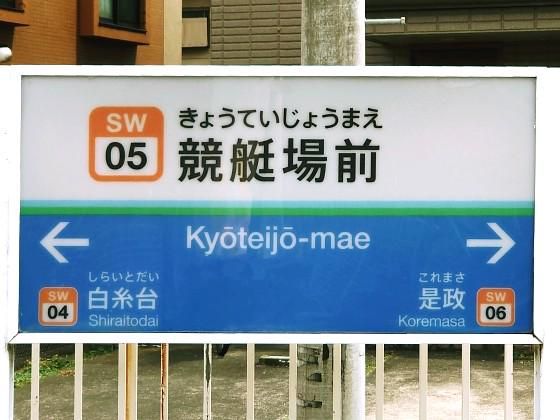 SW
05
きょうていじょうまえ
競艇場前
Kyōteijō-mae
← →
しらいとだい
SW
04
白糸台
Shiraitodai
これまさ
是政
SW
06
Koremasa